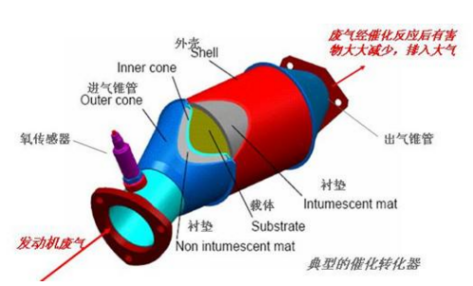 外壳
Shell
Inner cone
进气锥管
Outer cone
氧传感器
发动机废气
废气经催化反应后有害
物大大减少，排入大气
出气锥管
衬垫
Intumescent mat
载体
Substrate
衬垫
Non intumescent mat
典型的催化转化器